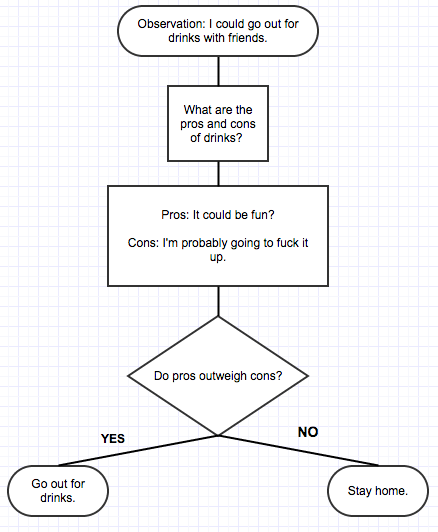 Observation: I could go out for
drinks with friends.
What are the
pros and cons
of drinks?
Pros: It could be fun?
Cons: I'm probably going to fuck it
up.
Do pros outweigh cons?
YES
NO
Go out for
drinks.
Stay home.